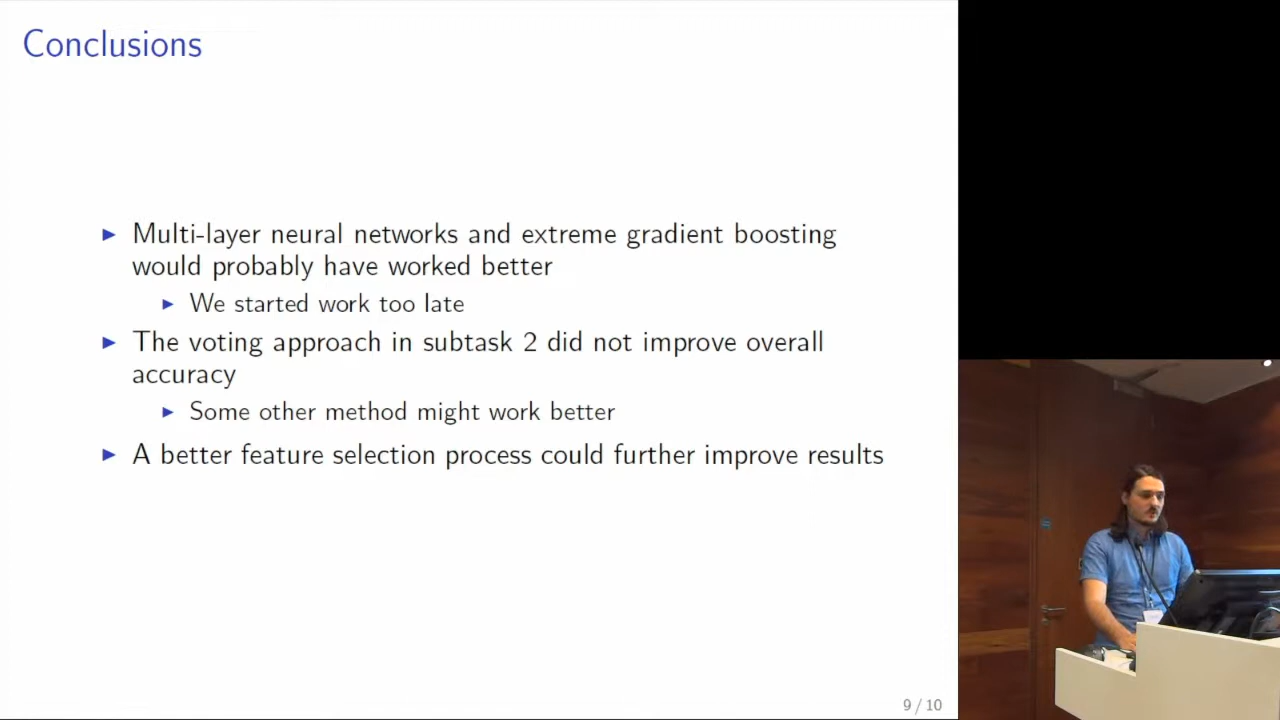 Conclusions
▶ Multi-layer neural networks and extreme gradient boosting
would probably have worked better
▶ We started work too late
▶ The voting approach in subtask 2 did not improve overall
accuracy
▶ Some other method might work better
▶ A better feature selection process could further improve results
9 / 10